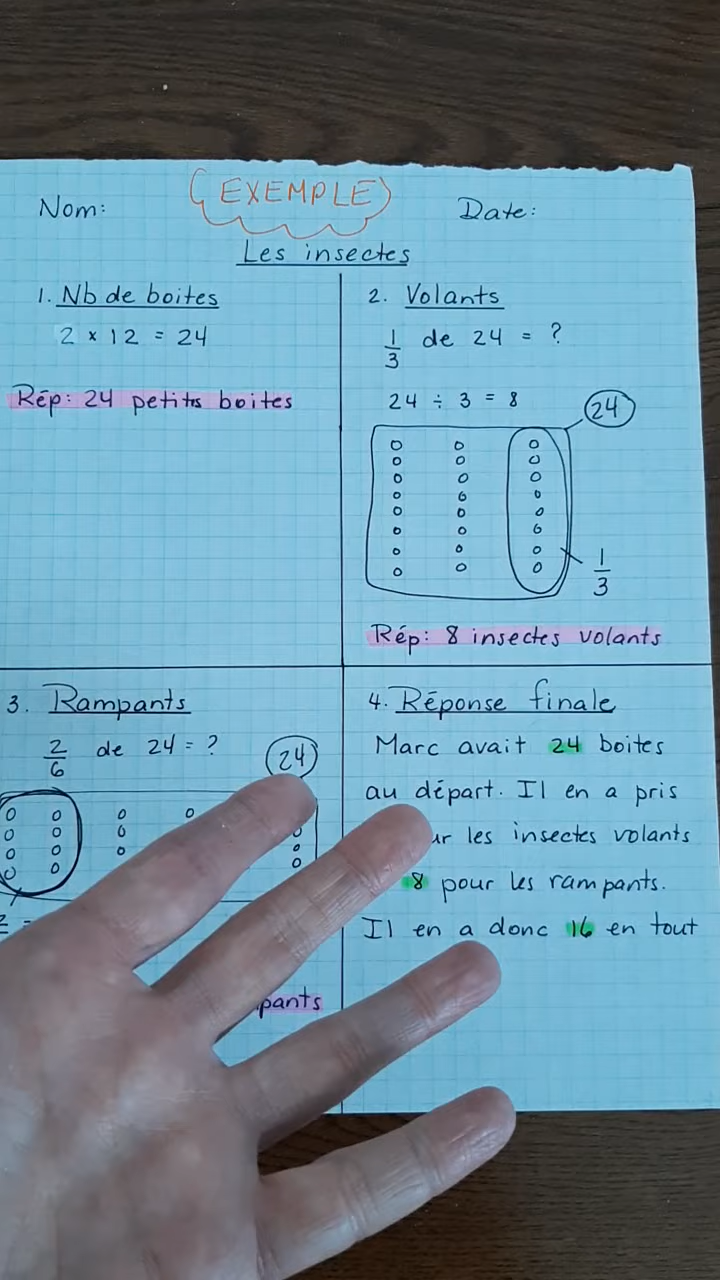 Nom:
EXEMPLE
Date:
Les insectes
1. Nb de boites
2 × 12 = 24
Rép: 24 petits boites
2. Volants
1/3 de 24 = ?
24 ÷ 3 = 8
24
1/3
Rép: 8 insectes volants
3. Rampants
2/6 de 24 = ?
24
4. Réponse finale
Marc avait 24 boites
au départ. Il en a pris
les insectes volants
8 pour les rampants.
Il en a donc 16 en tout